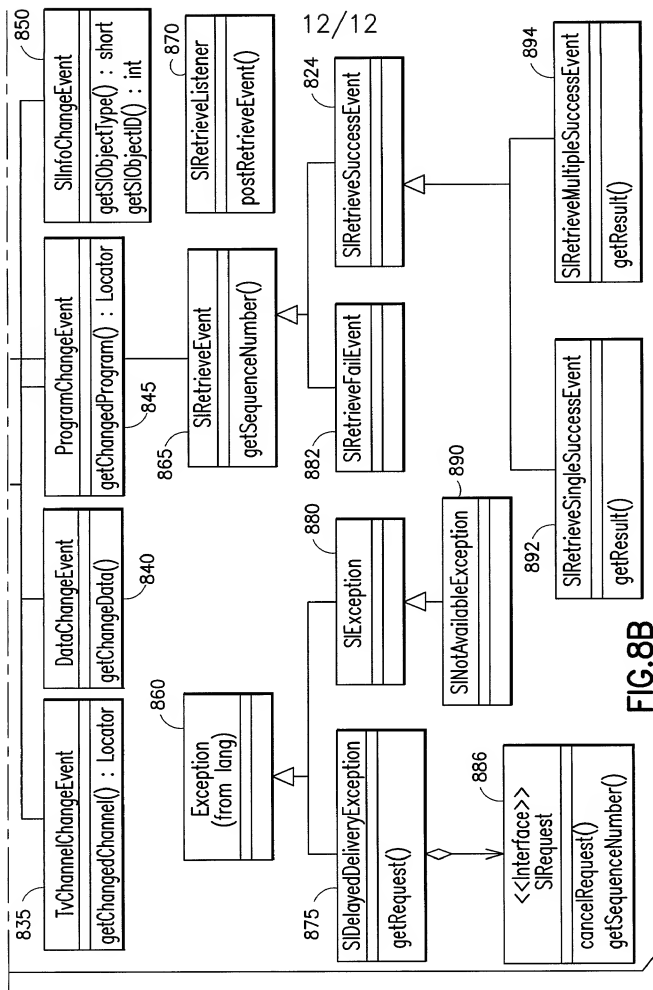 12/12
835
TvChannelChangeEvent
getChangedChannel() : Locator
DataChangeEvent
getChangeData()
840
ProgramChangeEvent
getChangedProgram() : Locator
845
850
SIInfoChangeEvent
getSIObjectType() : short
getSIObjectID() : int
860
Exception
(from lang)
865
SIRetrieveEvent
getSequenceNumber()
870
SIRetrieveListener
postRetrieveEvent()
875
SIDelayedDeliveryException
getRequest()
880
SIException
882
SIRetrieveFailEvent
824
SIRetrieveSuccessEvent
886
<<Interface>>
SIRequest
cancelRequest()
getSequenceNumber()
890
SINotAvailableException
892
SIRetrieveSingleSuccessEvent
getResult()
894
SIRetrieveMultipleSuccessEvent
getResult()
FIG.8B